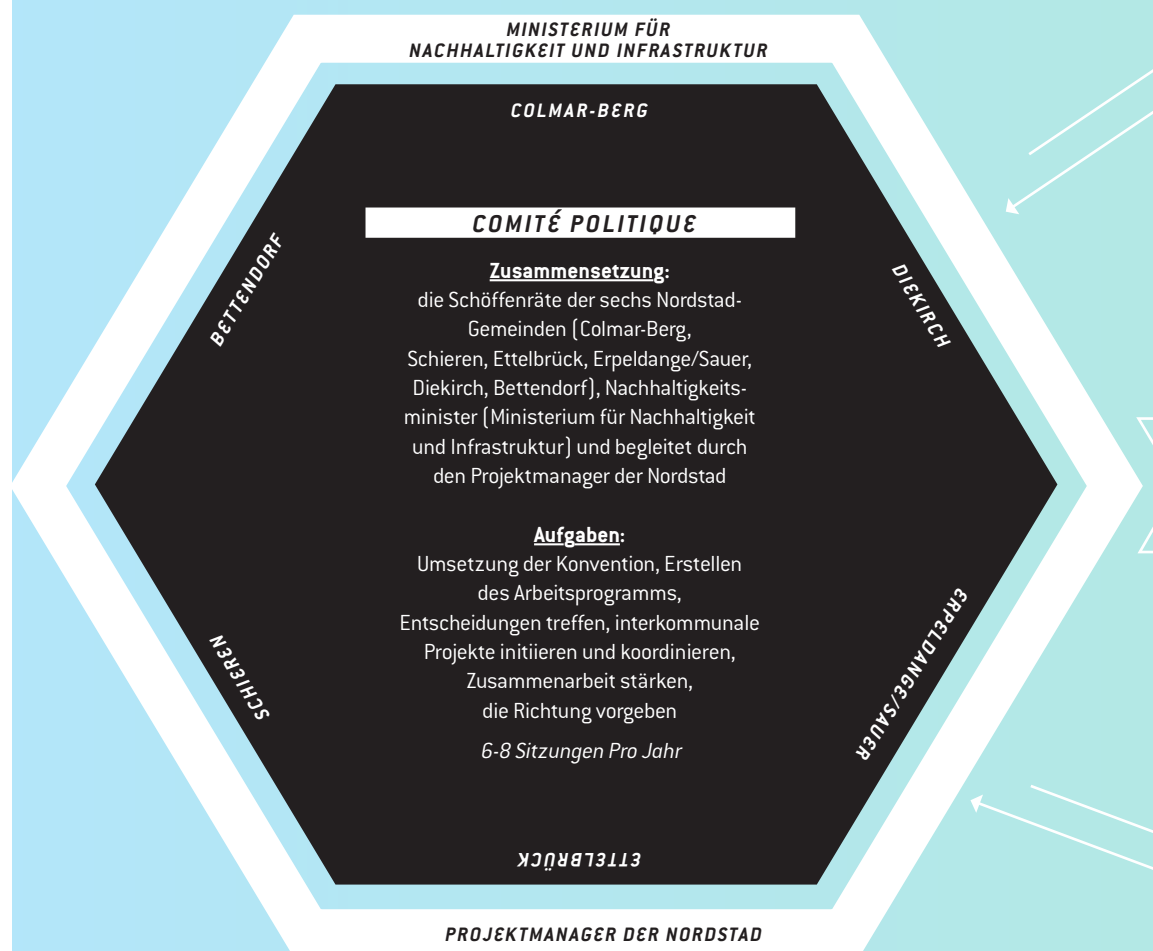 MINISTERIUM FÜR
NACHHALTIGKEIT UND INFRASTRUKTUR
COLMAR-BERG
COMITÉ POLITIQUE
BETTENDORF
DIEKIRCH
Zusammensetzung:
die Schöffenräte der sechs Nordstad-
Gemeinden (Colmar-Berg,
Schieren, Ettelbrück, Erpeldange/Sauer,
Diekirch, Bettendorf), Nachhaltigkeits-
minister (Ministerium für Nachhaltigkeit
und Infrastruktur) und begleitet durch
den Projektmanager der Nordstad
Aufgaben:
Umsetzung der Konvention, Erstellen
des Arbeitsprogramms,
Entscheidungen treffen, interkommunale
Projekte initiieren und koordinieren,
Zusammenarbeit stärken,
die Richtung vorgeben
6-8 Sitzungen Pro Jahr
SCHIEREN
ERPELDANGE/SAUER
ETTELBRÜCK
PROJEKTMANAGER DER NORDSTAD